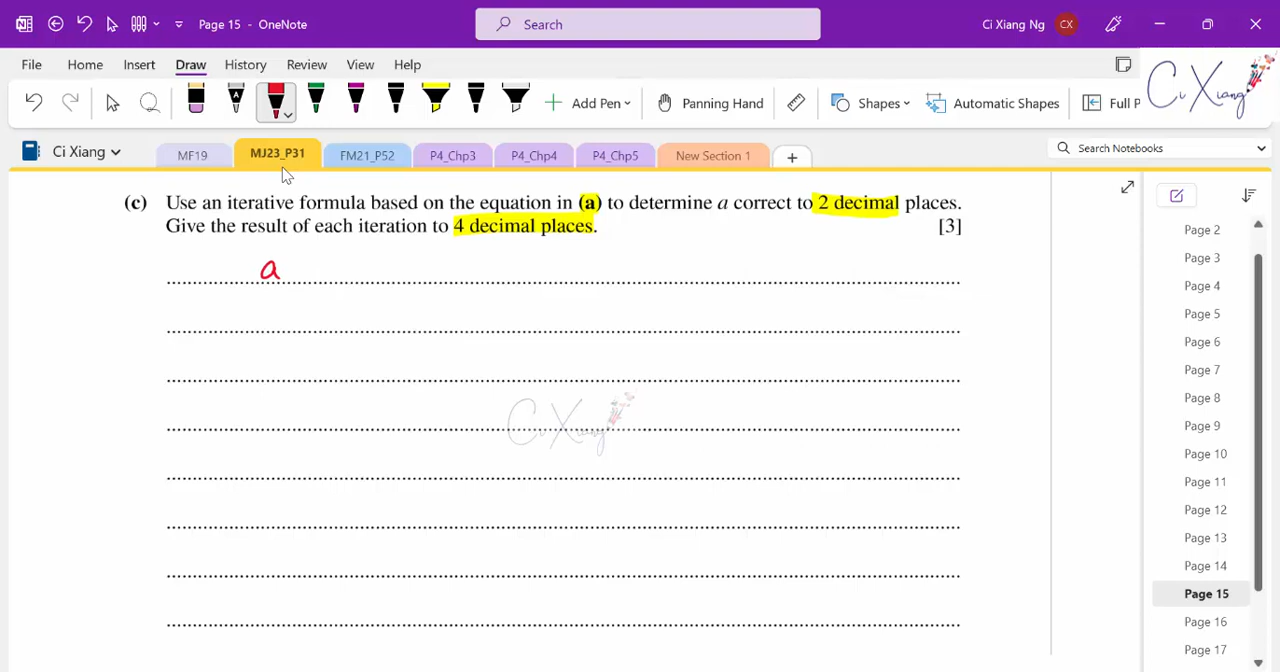 Page 15 - OneNote
Search
Ci Xiang Ng
CX
File
Home
Insert
Draw
History
Review
View
Help
Add Pen
Panning Hand
Shapes
Automatic Shapes
Full P
Ci Xiang
Ci Xiang
MF19
MJ23_P31
FM21_P52
P4_Chp3
P4_Chp4
P4_Chp5
New Section 1
Search Notebooks
(c) Use an iterative formula based on the equation in (a) to determine a correct to 2 decimal places.
Give the result of each iteration to 4 decimal places. [3]
a
Ci Xiang
Page 2
Page 3
Page 4
Page 5
Page 6
Page 7
Page 8
Page 9
Page 10
Page 11
Page 12
Page 13
Page 14
Page 15
Page 16
Page 17